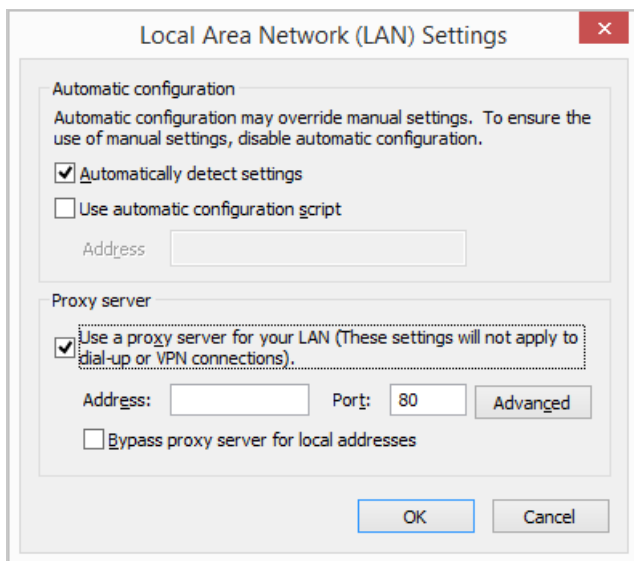 Local Area Network (LAN) Settings
Automatic configuration
Automatic configuration may override manual settings. To ensure the
use of manual settings, disable automatic configuration.
Automatically detect settings
Use automatic configuration script
Address
Proxy server
Use a proxy server for your LAN (These settings will not apply to
dial-up or VPN connections).
Address: Port: 80 Advanced
Bypass proxy server for local addresses
OK Cancel